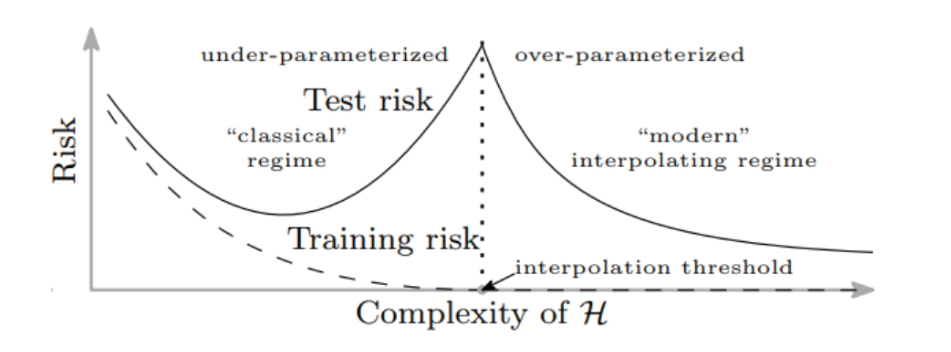 under-parameterized
over-parameterized
Test risk
“classical”
regime
“modern”
interpolating regime
Risk
Training risk
interpolation threshold
Complexity of ℋ